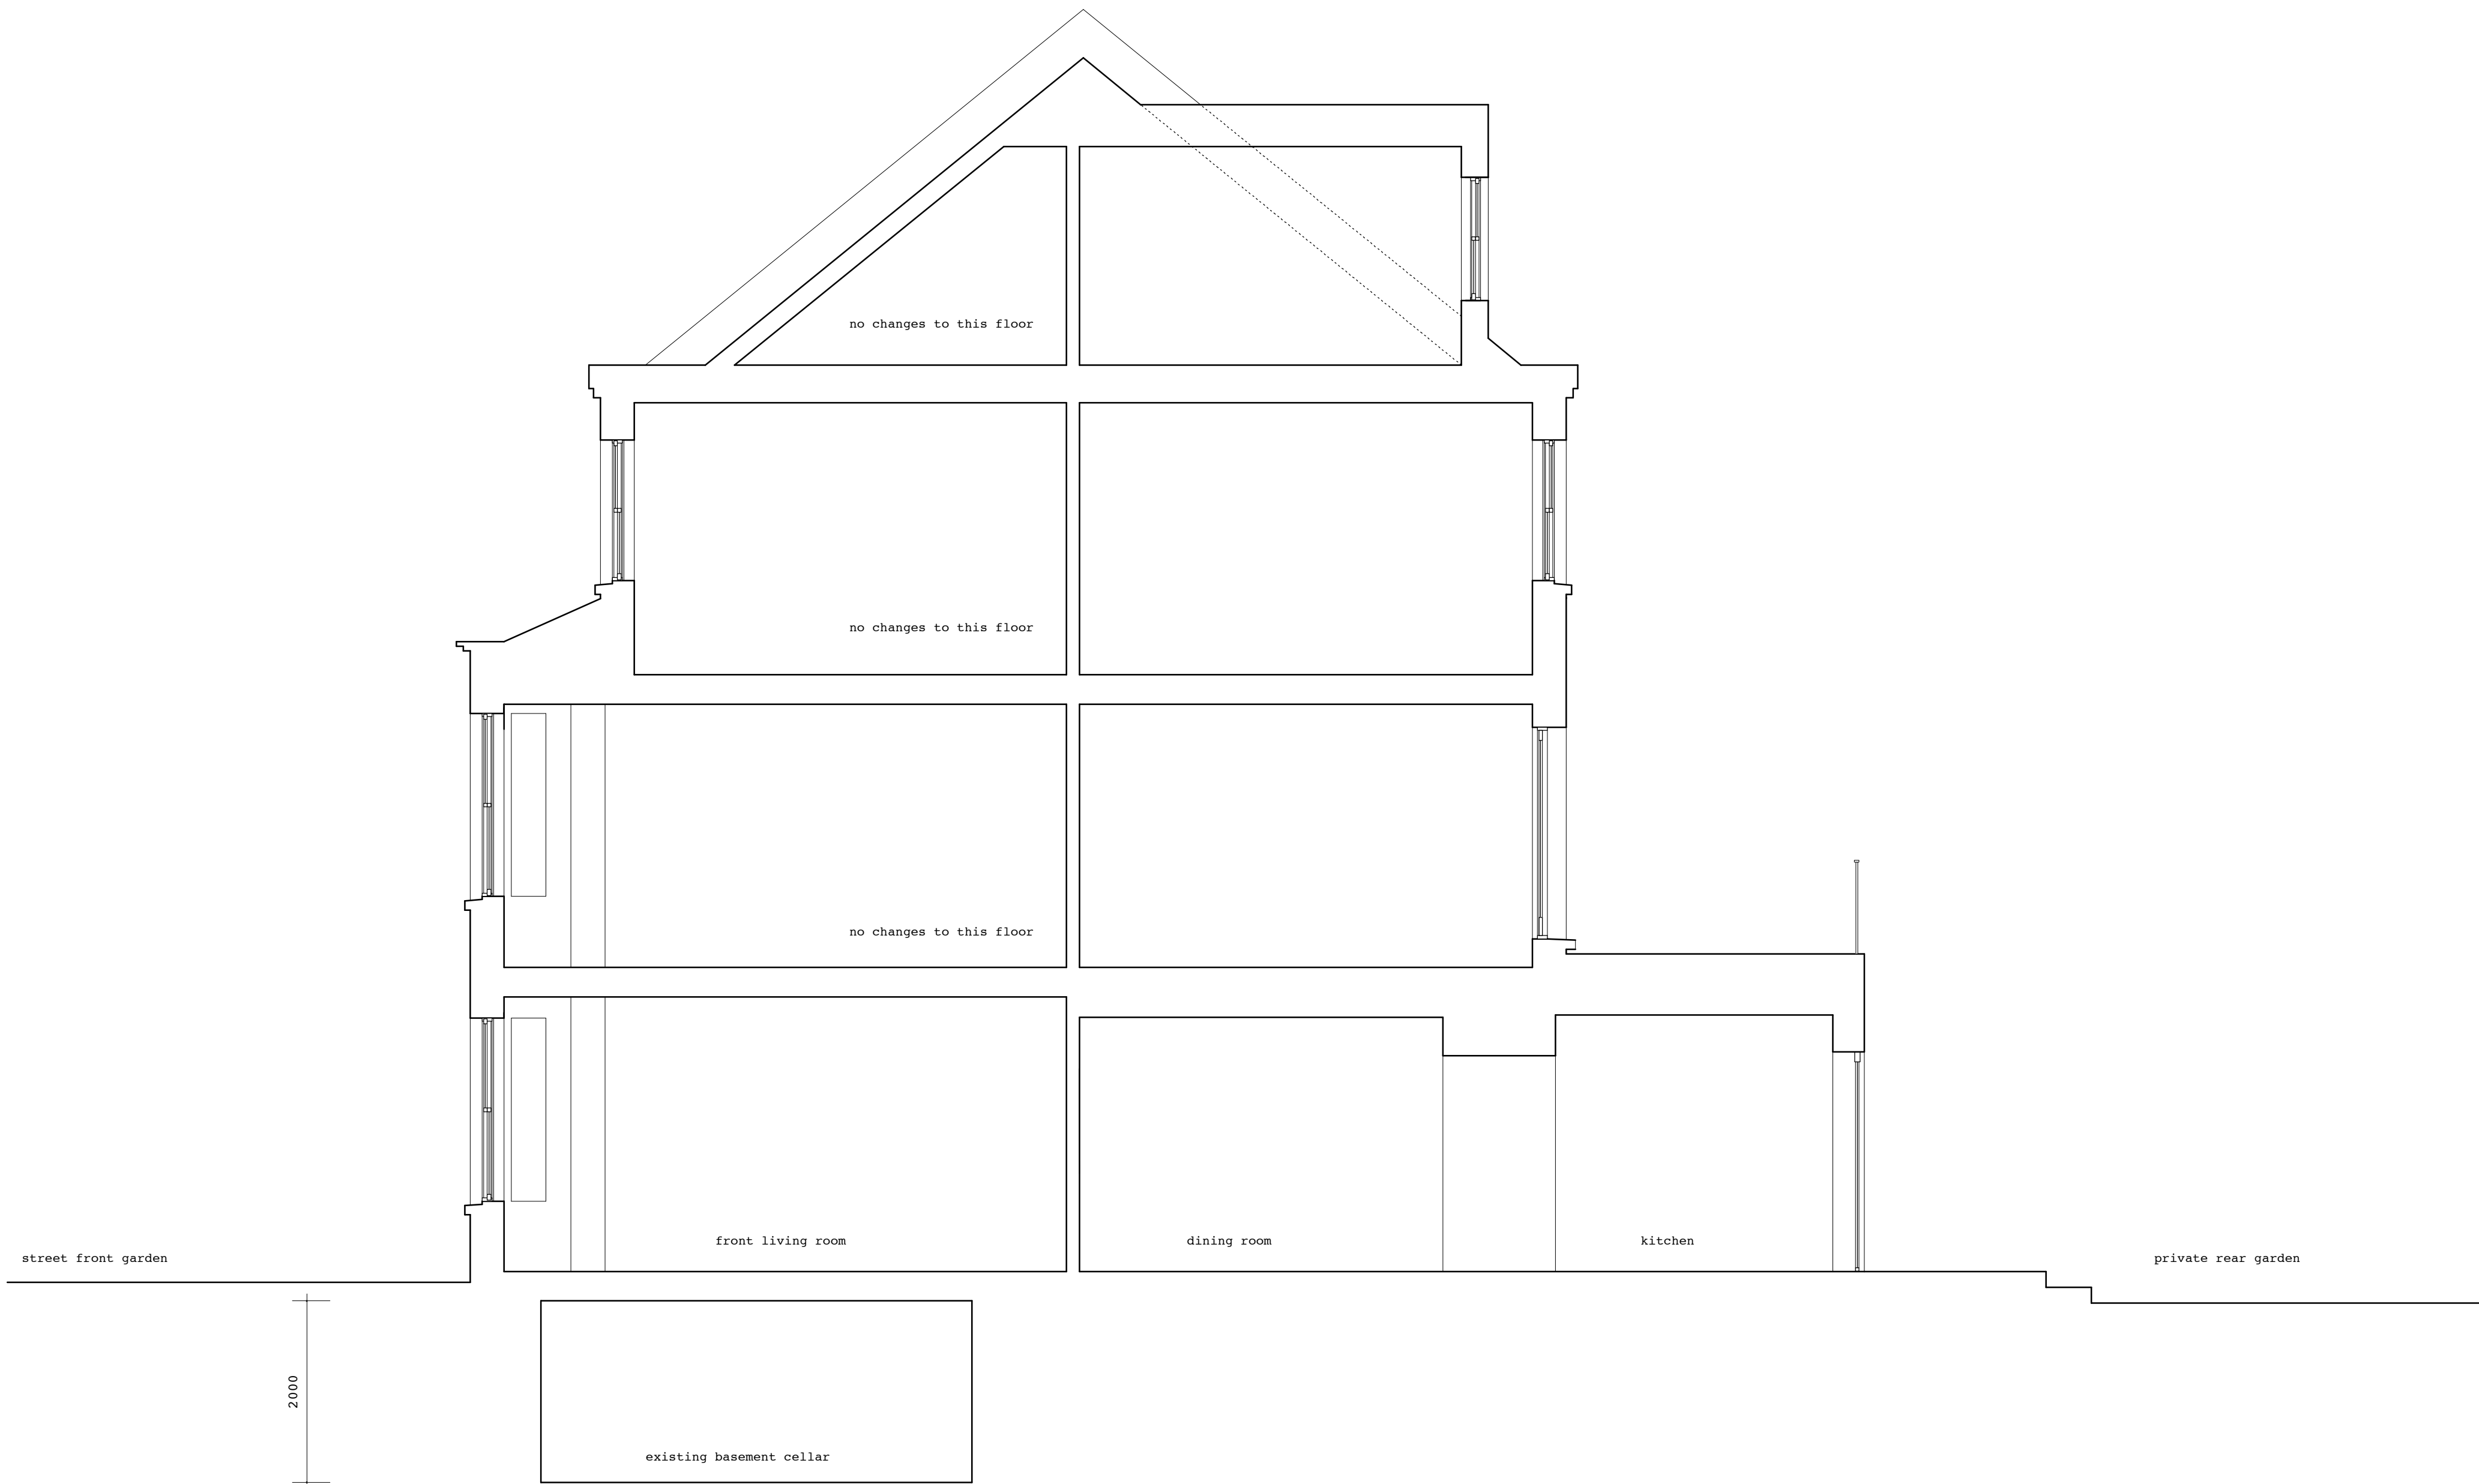 no changes to this floor
no changes to this floor
no changes to this floor
front living room
dining room
kitchen
street front garden
private rear garden
2000
existing basement cellar